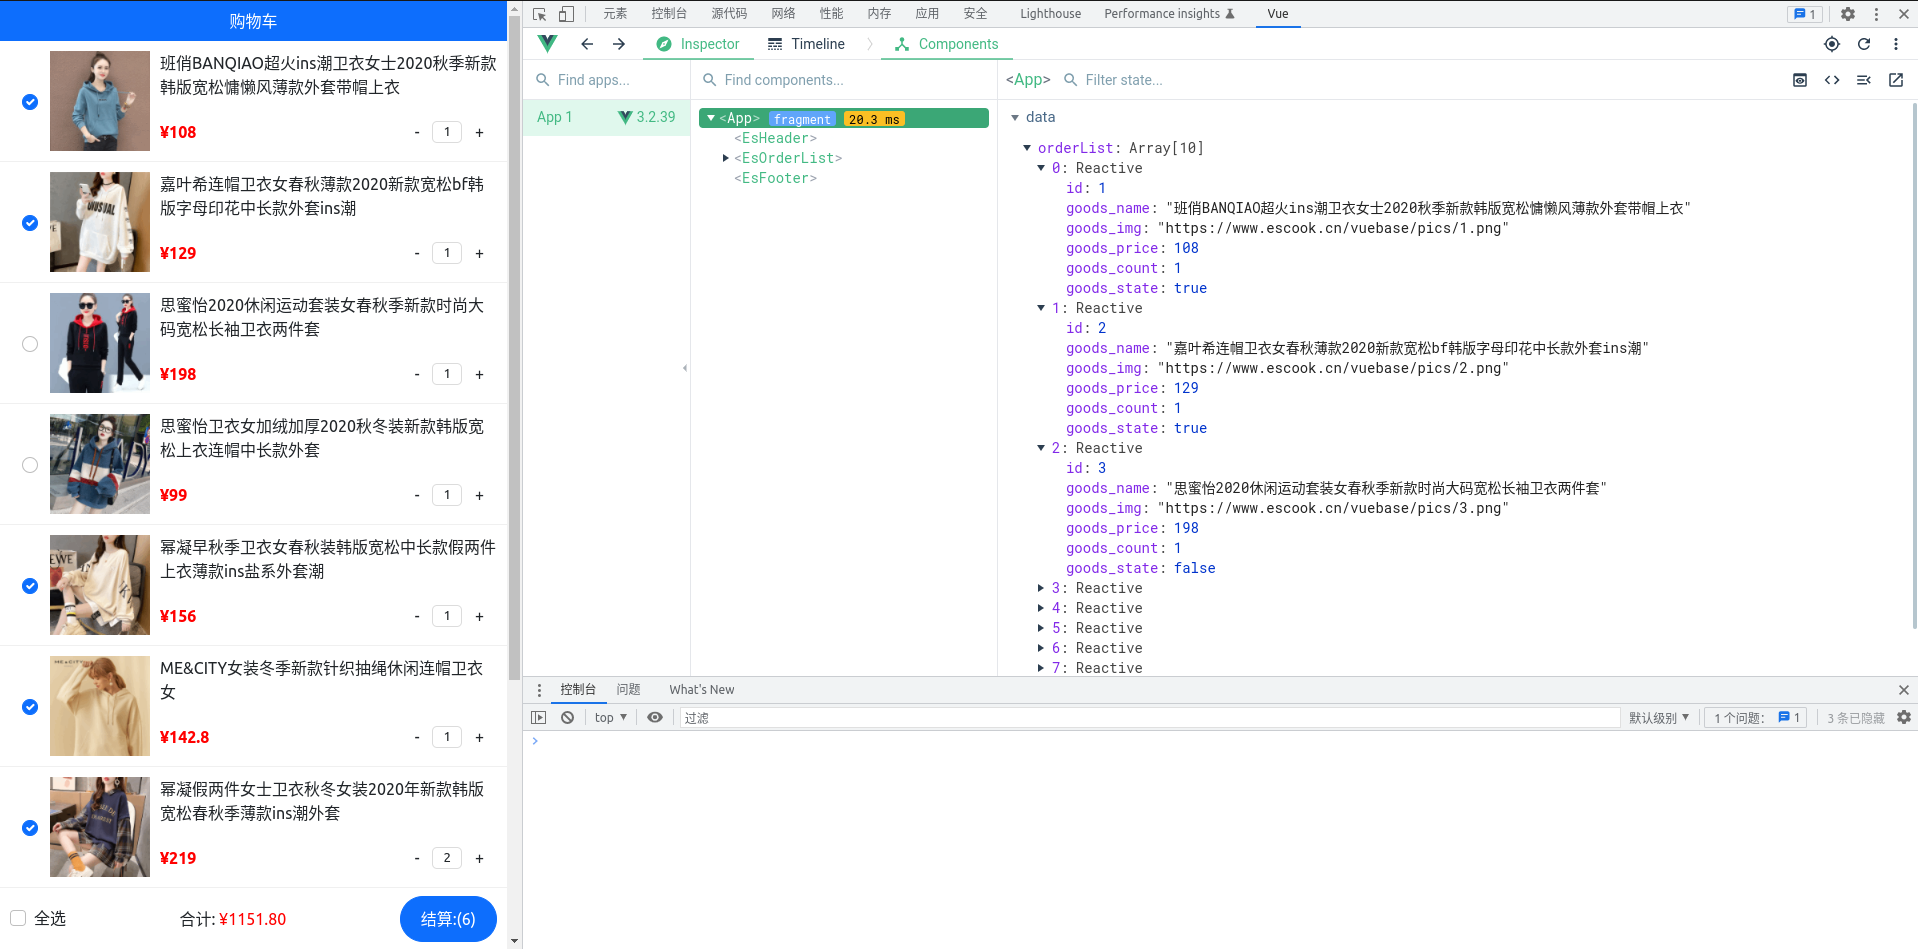 购物车
班俏BANQIAO超火ins潮卫衣女士2020秋季新款
韩版宽松慵懒风薄款外套带帽上衣
¥108
- 1 +
嘉叶希连帽卫衣女春秋薄款2020新款宽松bf韩
版字母印花中长款外套ins潮
¥129
- 1 +
思蜜怡2020休闲运动套装女春秋季新款时尚大
码宽松长袖卫衣两件套
¥198
- 1 +
思蜜怡卫衣女加绒加厚2020秋冬装新款韩版宽
松上衣连帽中长款外套
¥99
- 1 +
幂凝早秋季卫衣女春秋装韩版宽松中长款假两件
上衣薄款ins盐系外套潮
¥156
- 1 +
ME&CITY女装冬季新款针织抽绳休闲连帽卫衣
女
¥142.8
- 1 +
幂凝假两件女士卫衣秋冬女装2020年新款韩版
宽松春秋季薄款ins潮外套
¥219
- 2 +
全选 合计: ¥1151.80 结算:(6)
元素 控制台 源代码 网络 性能 内存 应用 安全 Lighthouse Performance insights Vue 1
Inspector Timeline Components
Find apps... Find components... <App> Filter state...
App 1 3.2.39
<App> fragment 20.3 ms
<EsHeader>
<EsOrderList>
<EsFooter>
data
orderList: Array[10]
0: Reactive
id: 1
goods_name: "班俏BANQIAO超火ins潮卫衣女士2020秋季新款韩版宽松慵懒风薄款外套带帽上衣"
goods_img: "https://www.escook.cn/vuebase/pics/1.png"
goods_price: 108
goods_count: 1
goods_state: true
1: Reactive
id: 2
goods_name: "嘉叶希连帽卫衣女春秋薄款2020新款宽松bf韩版字母印花中长款外套ins潮"
goods_img: "https://www.escook.cn/vuebase/pics/2.png"
goods_price: 129
goods_count: 1
goods_state: true
2: Reactive
id: 3
goods_name: "思蜜怡2020休闲运动套装女春秋季新款时尚大码宽松长袖卫衣两件套"
goods_img: "https://www.escook.cn/vuebase/pics/3.png"
goods_price: 198
goods_count: 1
goods_state: false
3: Reactive
4: Reactive
5: Reactive
6: Reactive
7: Reactive
控制台 问题 What's New
top 过滤 默认级别 1 个问题: 1 3 条已隐藏